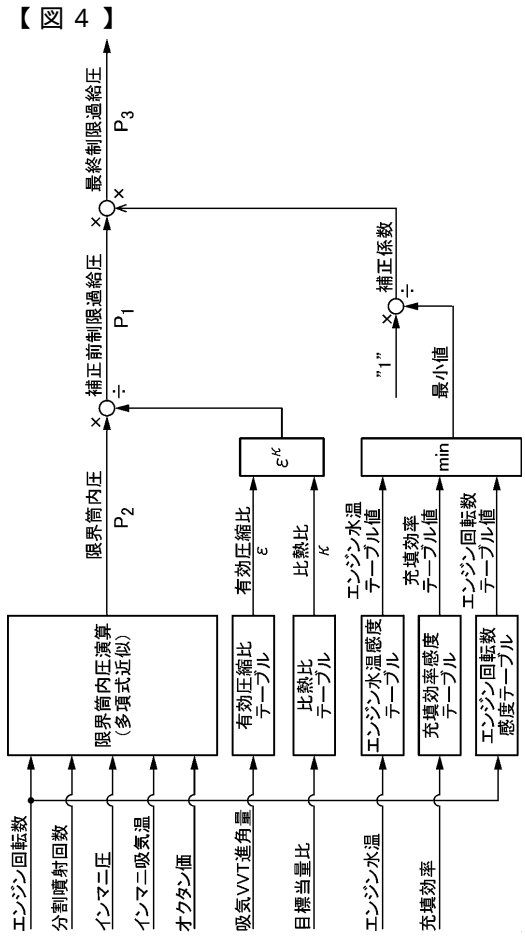 【図4】
エンジン回転数
分割噴射回数
インマニ圧
インマニ吸気温
オクタン価
吸気VVT進角量
目標当量比
エンジン水温
充填効率
限界筒内圧演算
(多項式近似)
有効圧縮比
テーブル
比熱比
テーブル
エンジン水温感度
テーブル
充填効率感度
テーブル
エンジン回転数
感度テーブル
限界筒内圧
P2
有効圧縮比
ε
比熱比
κ
エンジン水温
テーブル値
充填効率
テーブル値
エンジン回転数
テーブル値
ε^κ
min
×
÷
補正前制限過給圧
P1
最小値
"1"
×
÷
補正係数
×
×
最終制限過給圧
P3